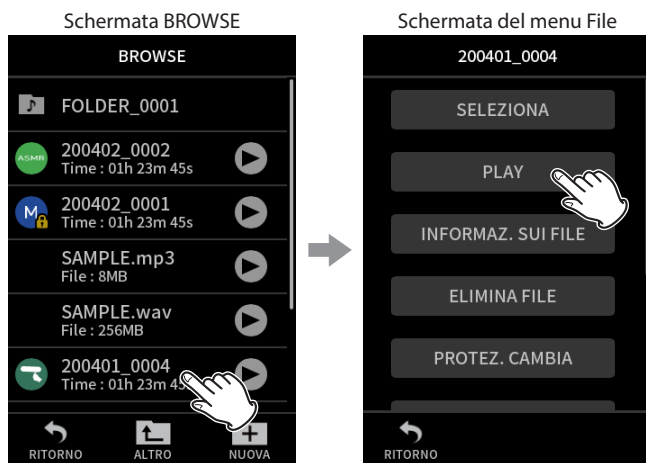 Schermata BROWSE
BROWSE
FOLDER_0001
ASMR
200402_0002
Time : 01h 23m 45s
M
200402_0001
Time : 01h 23m 45s
SAMPLE.mp3
File : 8MB
SAMPLE.wav
File : 256MB
200401_0004
Time : 01h 23m 45
RITORNO
ALTRO
NUOVA
Schermata del menu File
200401_0004
SELEZIONA
PLAY
INFORMAZ. SUI FILE
ELIMINA FILE
PROTEZ. CAMBIA
RITORNO